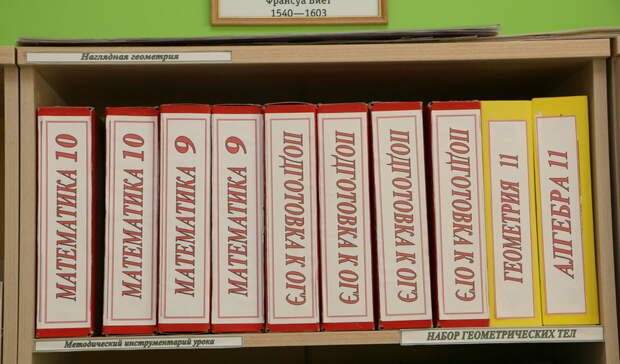 Франсуа Виет
1540—1603
Наглядная геометрия
МАТЕМАТИКА 10
МАТЕМАТИКА 10
МАТЕМАТИКА 9
МАТЕМАТИКА 9
ПОДГОТОВКА К ОГЭ
ПОДГОТОВКА К ОГЭ
ПОДГОТОВКА К ОГЭ
ПОДГОТОВКА К ОГЭ
ГЕОМЕТРИЯ 11
АЛГЕБРА 11
Методический инструментарий урока
НАБОР ГЕОМЕТРИЧЕСКИХ ТЕЛ